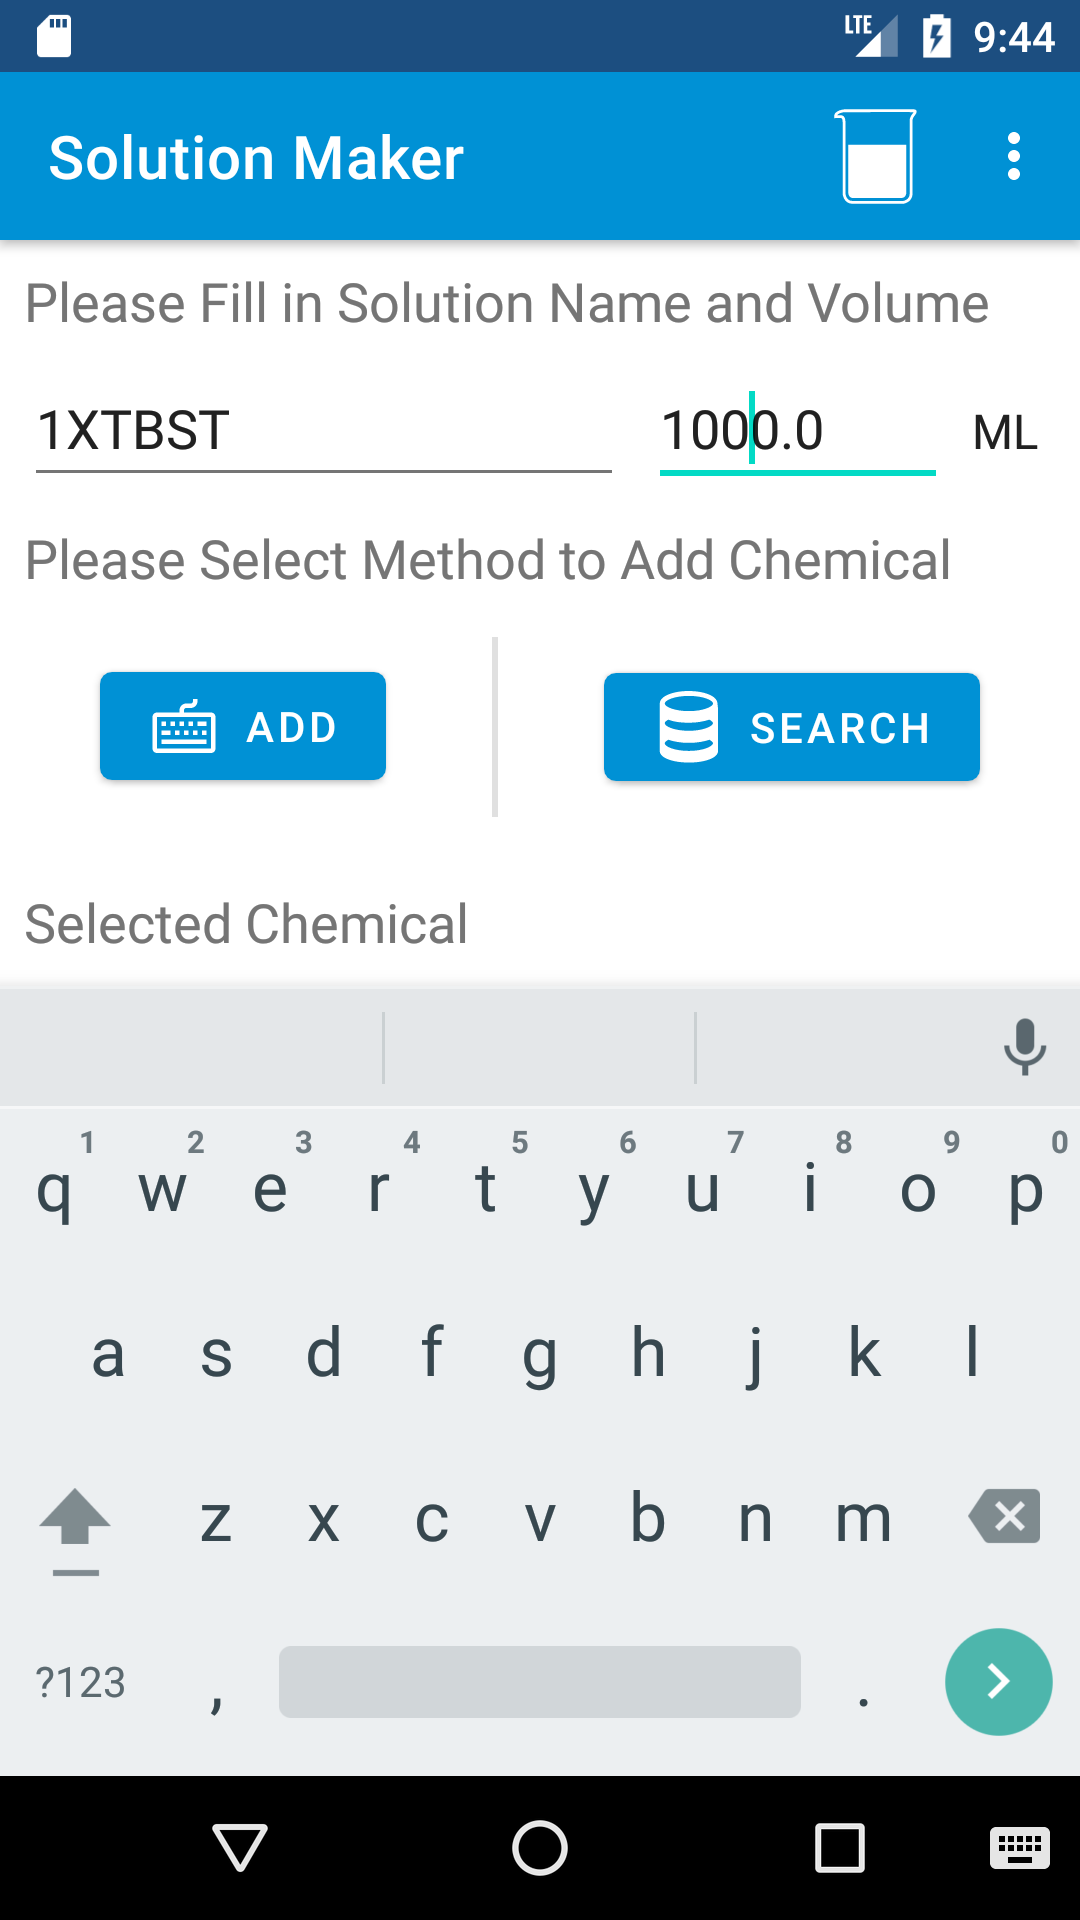 LTE 9:44
Solution Maker
Please Fill in Solution Name and Volume
1XTBST 1000.0 ML
Please Select Method to Add Chemical
ADD SEARCH
Selected Chemical
1 2 3 4 5 6 7 8 9 0
q w e r t y u i o p
a s d f g h j k l
z x c v b n m
?123 , .